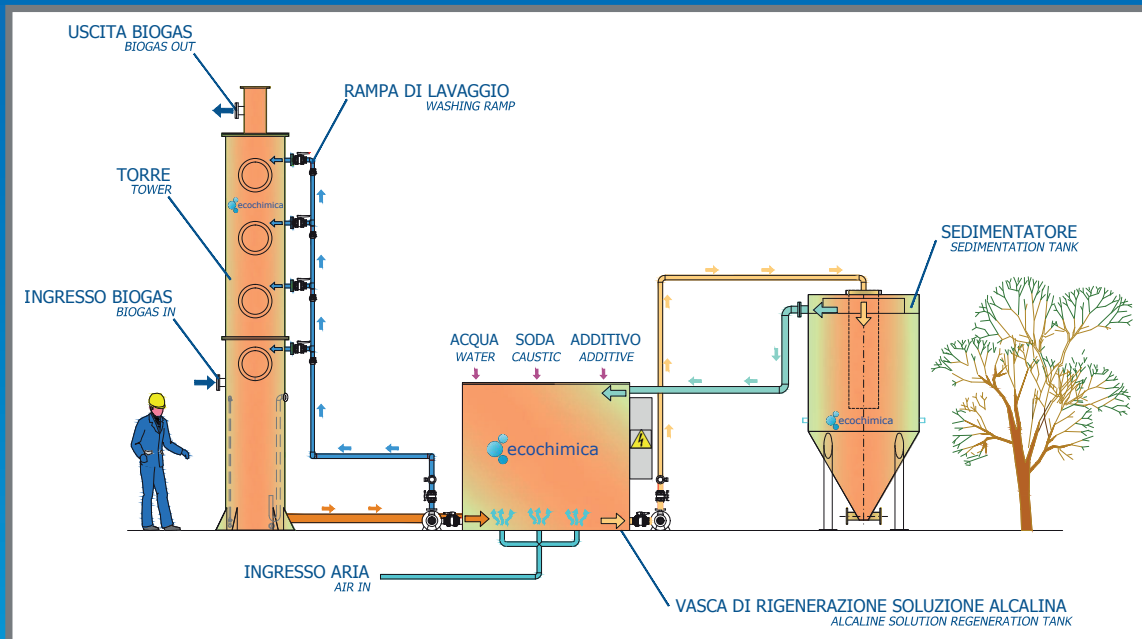 USCITA BIOGAS
BIOGAS OUT
RAMPA DI LAVAGGIO
WASHING RAMP
TORRE
TOWER
ecochimica
SEDIMENTATORE
SEDIMENTATION TANK
INGRESSO BIOGAS
BIOGAS IN
ACQUA SODA ADDITIVO
WATER CAUSTIC ADDITIVE
ecochimica
ecochimica
INGRESSO ARIA
AIR IN
VASCA DI RIGENERAZIONE SOLUZIONE ALCALINA
ALCALINE SOLUTION REGENERATION TANK